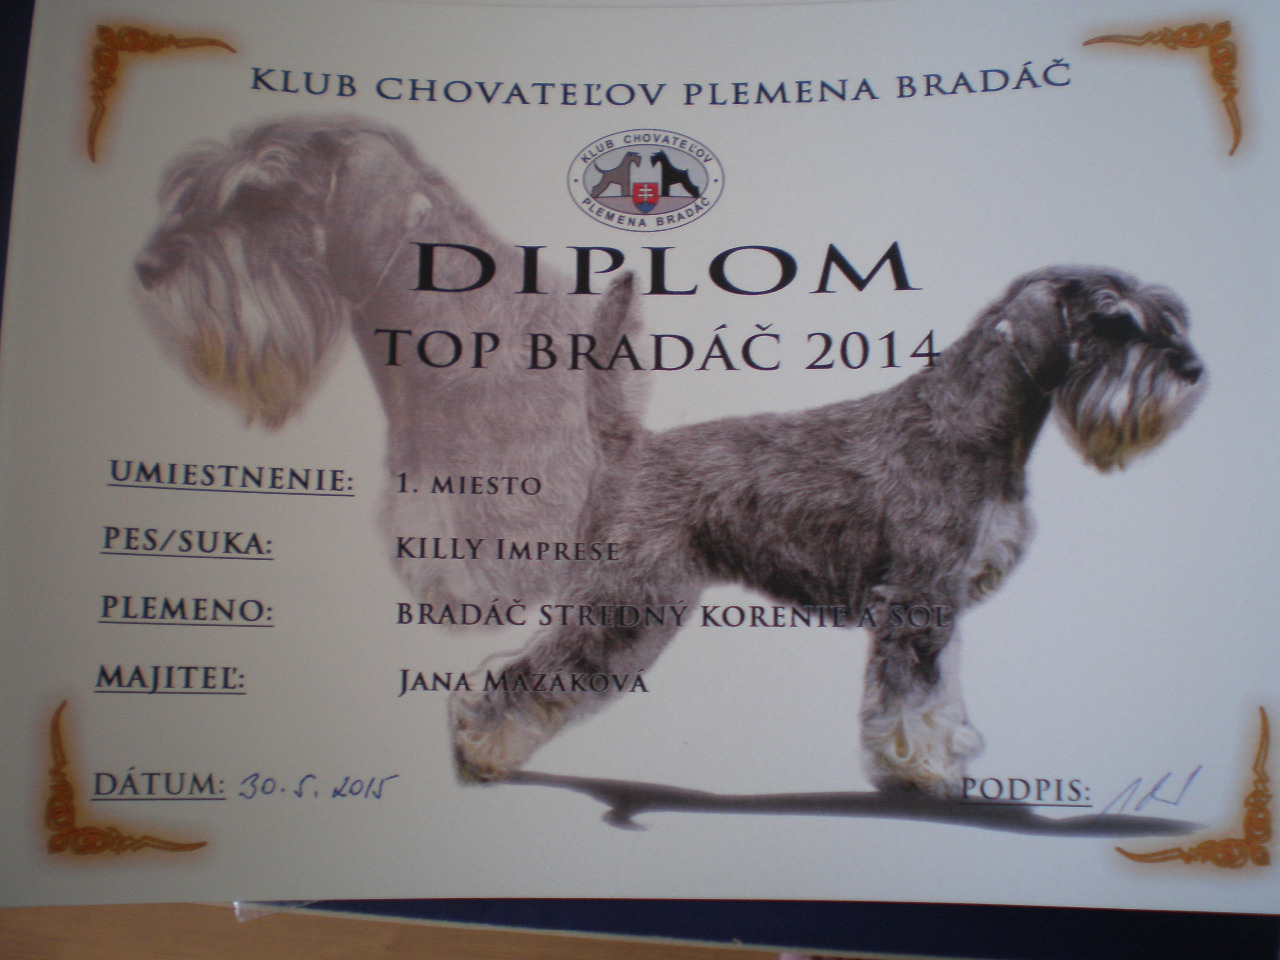 KLUB CHOVATEĽOV PLEMENA BRADÁČ
KLUB CHOVATEĽOV
PLEMENA BRADÁČ
DIPLOM
TOP BRADÁČ 2014
UMIESTNENIE: 1. MIESTO
PES/SUKA: KILLY IMPRESE
PLEMENO: BRADÁČ STREDNÝ KORENIE A SOĽ
MAJITEĽ: JANA MAZÁKOVÁ
DÁTUM: 30.5.2015 PODPIS: